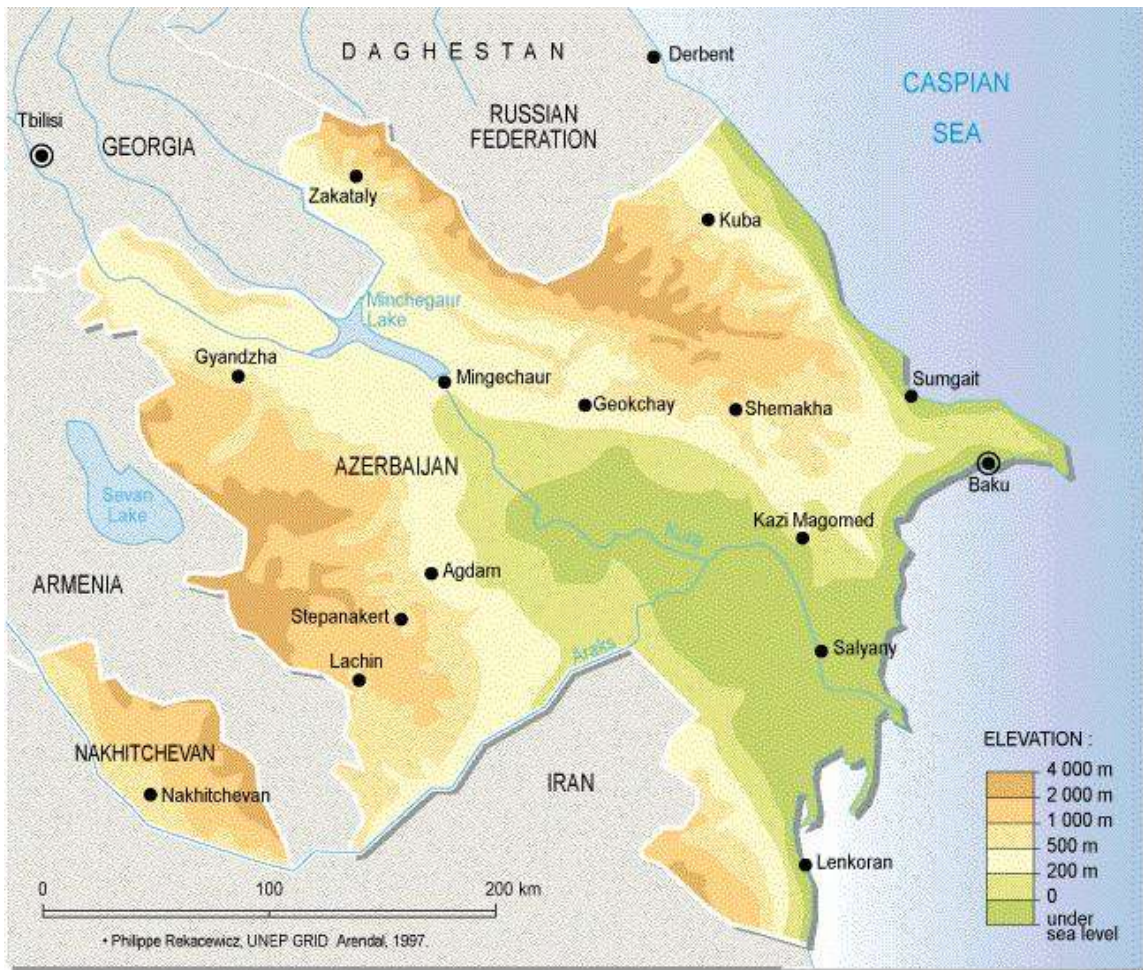 DAGHESTAN
Derbent
CASPIAN
SEA
Tbilisi
GEORGIA
RUSSIAN
FEDERATION
Zakataly
Kuba
Minchegaur
Lake
Gyandzha
Mingechaur
Geokchay
Shemakha
Sumgait
AZERBAIJAN
Baku
Sevan
Lake
Kazi Magomed
Kura
ARMENIA
Agdam
Stepanakert
Araks
Salyany
Lachin
NAKHITCHEVAN
Nakhitchevan
IRAN
Lenkoran
ELEVATION :
4 000 m
2 000 m
1 000 m
500 m
200 m
0
under
sea level
0 100 200 km
• Philippe Rekacewicz, UNEP GRID Arendal, 1997.